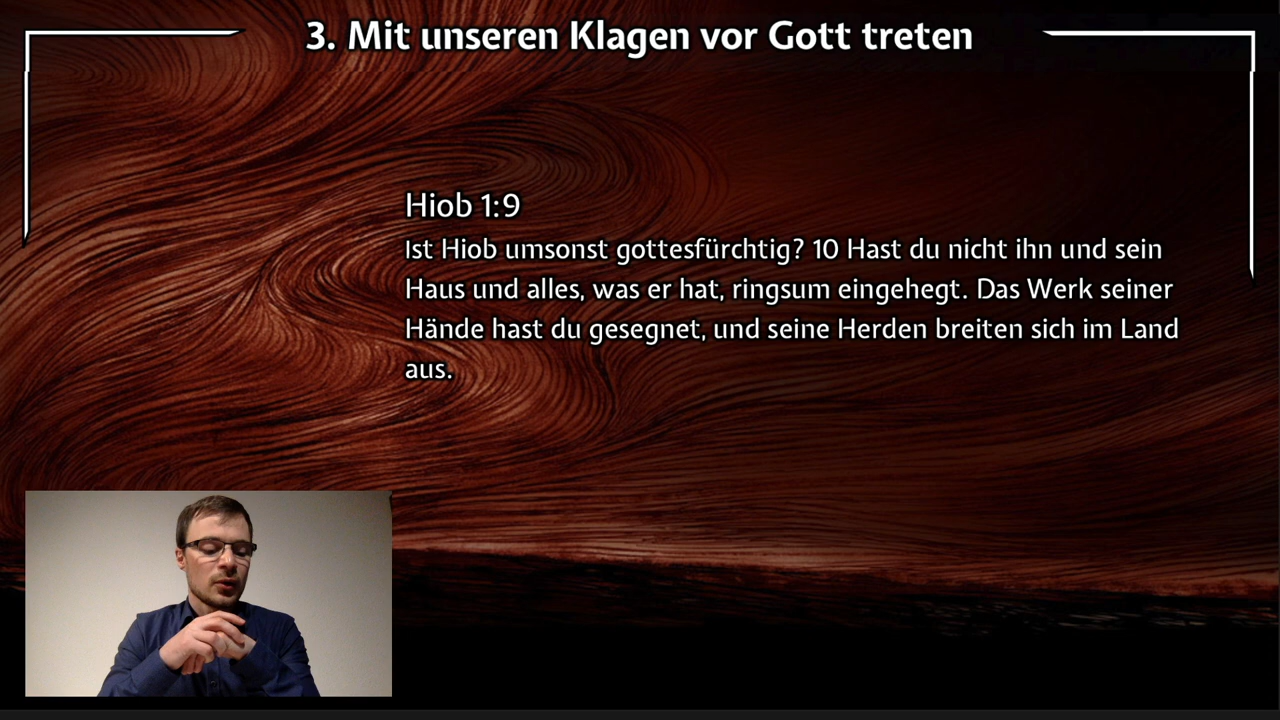 3. Mit unseren Klagen vor Gott treten
Hiob 1:9
Ist Hiob umsonst gottesfürchtig? 10 Hast du nicht ihn und sein
Haus und alles, was er hat, ringsum eingehegt. Das Werk seiner
Hände hast du gesegnet, und seine Herden breiten sich im Land
aus.